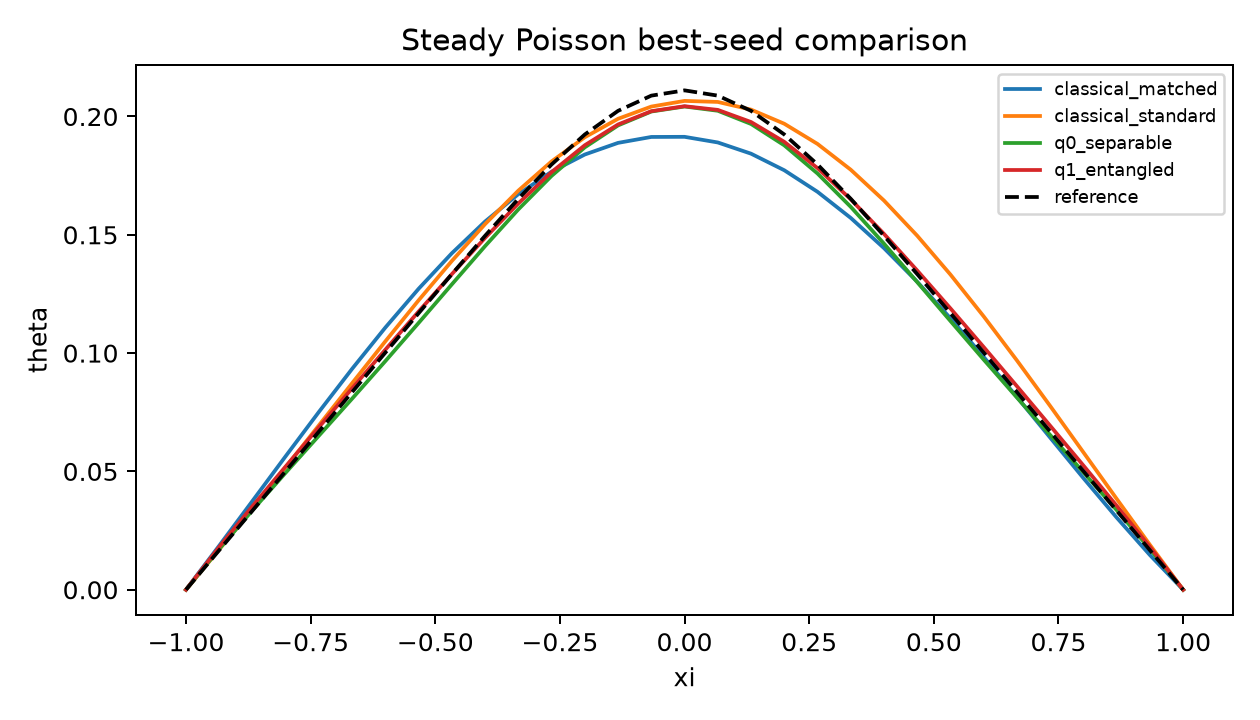 Steady Poisson best-seed comparison
classical_matched
classical_standard
q0_separable
q1_entangled
reference
theta
0.20
0.15
0.10
0.05
0.00
−1.00 −0.75 −0.50 −0.25 0.00 0.25 0.50 0.75 1.00
xi